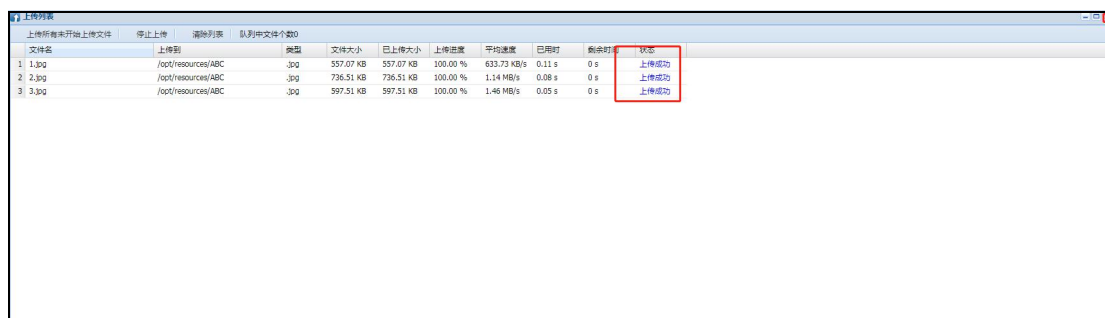 上传列表
上传所有未开始上传文件 停止上传 清除列表 队列中文件个数0
文件名 上传到 类型 文件大小 已上传大小 上传进度 平均速度 已用时 剩余时间 状态
1 1.jpg /opt/resources/ABC .jpg 557.07 KB 557.07 KB 100.00 % 633.73 KB/s 0.11 s 0 s 上传成功
2 2.jpg /opt/resources/ABC .jpg 736.51 KB 736.51 KB 100.00 % 1.14 MB/s 0.08 s 0 s 上传成功
3 3.jpg /opt/resources/ABC .jpg 597.51 KB 597.51 KB 100.00 % 1.46 MB/s 0.05 s 0 s 上传成功